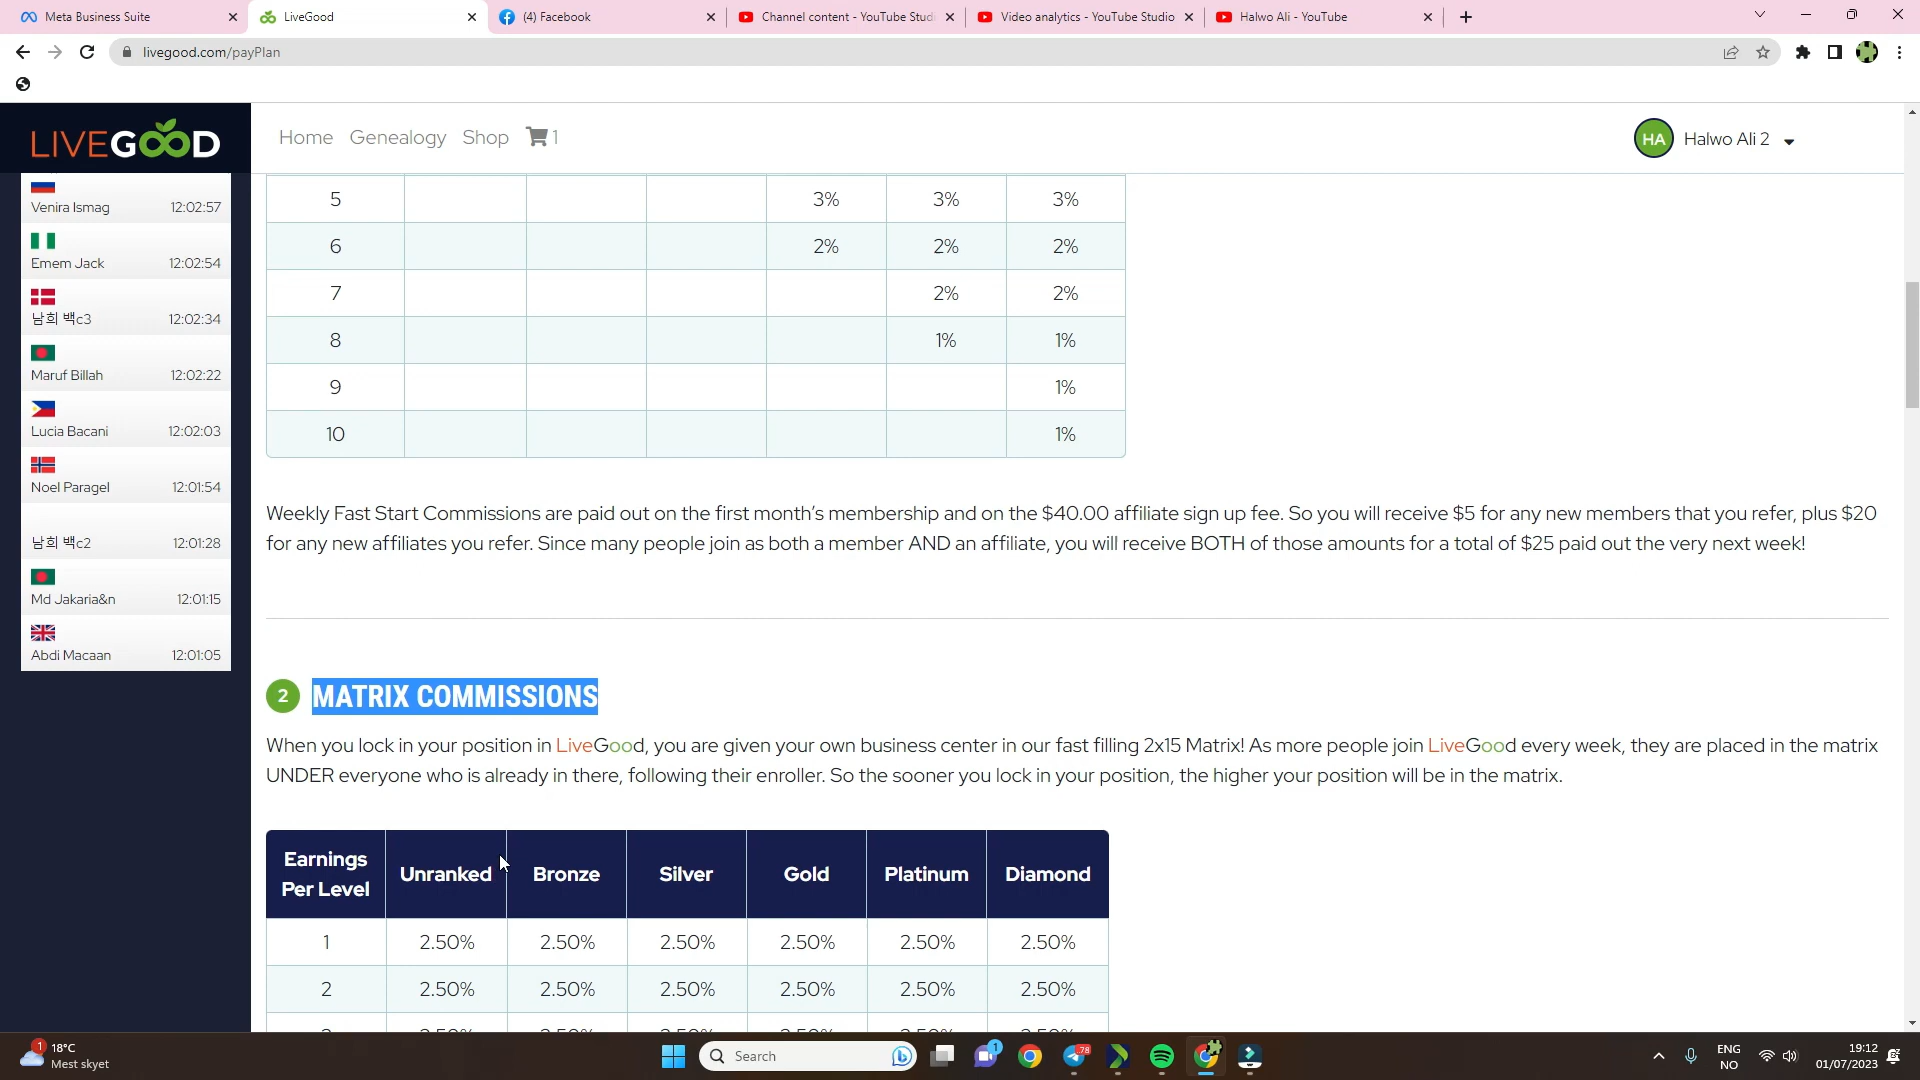 Meta Business Suite
LiveGood
(4) Facebook
Channel content - YouTube Stud
Video analytics - YouTube Studio
Halwo Ali - YouTube
livegood.com/payPlan
LIVEGOOD
Home Genealogy Shop 1
HA Halwo Ali 2
Venira Ismag 12:02:57
Emem Jack 12:02:54
남희 백c3 12:02:34
Maruf Billah 12:02:22
Lucia Bacani 12:02:03
Noel Paragel 12:01:54
남희 백c2 12:01:28
Md Jakaria&n 12:01:15
Abdi Macaan 12:01:05
5 3% 3% 3%
6 2% 2% 2%
7 2% 2%
8 1% 1%
9 1%
10 1%
Weekly Fast Start Commissions are paid out on the first month's membership and on the $40.00 affiliate sign up fee. So you will receive $5 for any new members that you refer, plus $20
for any new affiliates you refer. Since many people join as both a member AND an affiliate, you will receive BOTH of those amounts for a total of $25 paid out the very next week!
2 MATRIX COMMISSIONS
When you lock in your position in LiveGood, you are given your own business center in our fast filling 2x15 Matrix! As more people join LiveGood every week, they are placed in the matrix
UNDER everyone who is already in there, following their enroller. So the sooner you lock in your position, the higher your position will be in the matrix.
Earnings Per Level Unranked Bronze Silver Gold Platinum Diamond
1 2.50% 2.50% 2.50% 2.50% 2.50% 2.50%
2 2.50% 2.50% 2.50% 2.50% 2.50% 2.50%
1 18°C
Mest skyet
Search
1
78
ENG
NO
19:12
01/07/2023